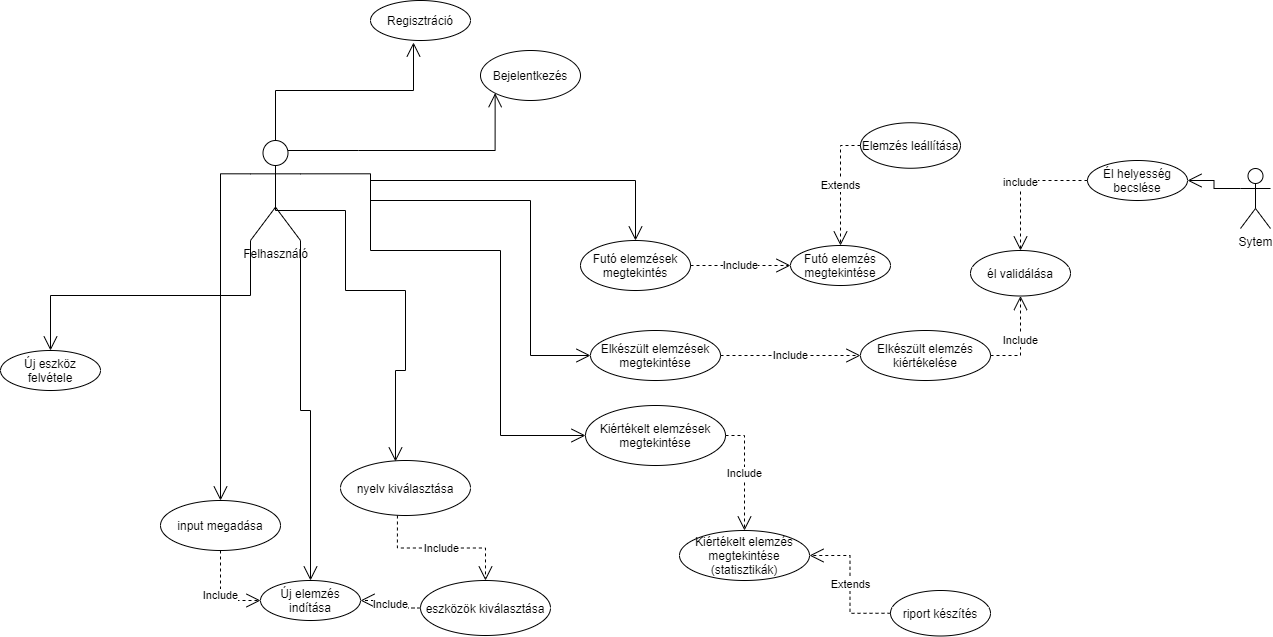 Regisztráció
Bejelentkezés
Elemzés leállítása
Extends
include
Él helyesség
becslése
Sytem
Felhasználó
Futó elemzések
megtekintés
Include
Futó elemzés
megtekintése
él validálása
Include
Új eszköz
felvétele
Elkészült elemzések
megtekintése
Include
Elkészült elemzés
kiértékelése
Kiértékelt elemzések
megtekintése
Include
nyelv kiválasztása
input megadása
Include
Kiértékelt elemzés
megtekintése
(statisztikák)
Extends
Include
Új elemzés
indítása
Include
eszközök kiválasztása
riport készítés